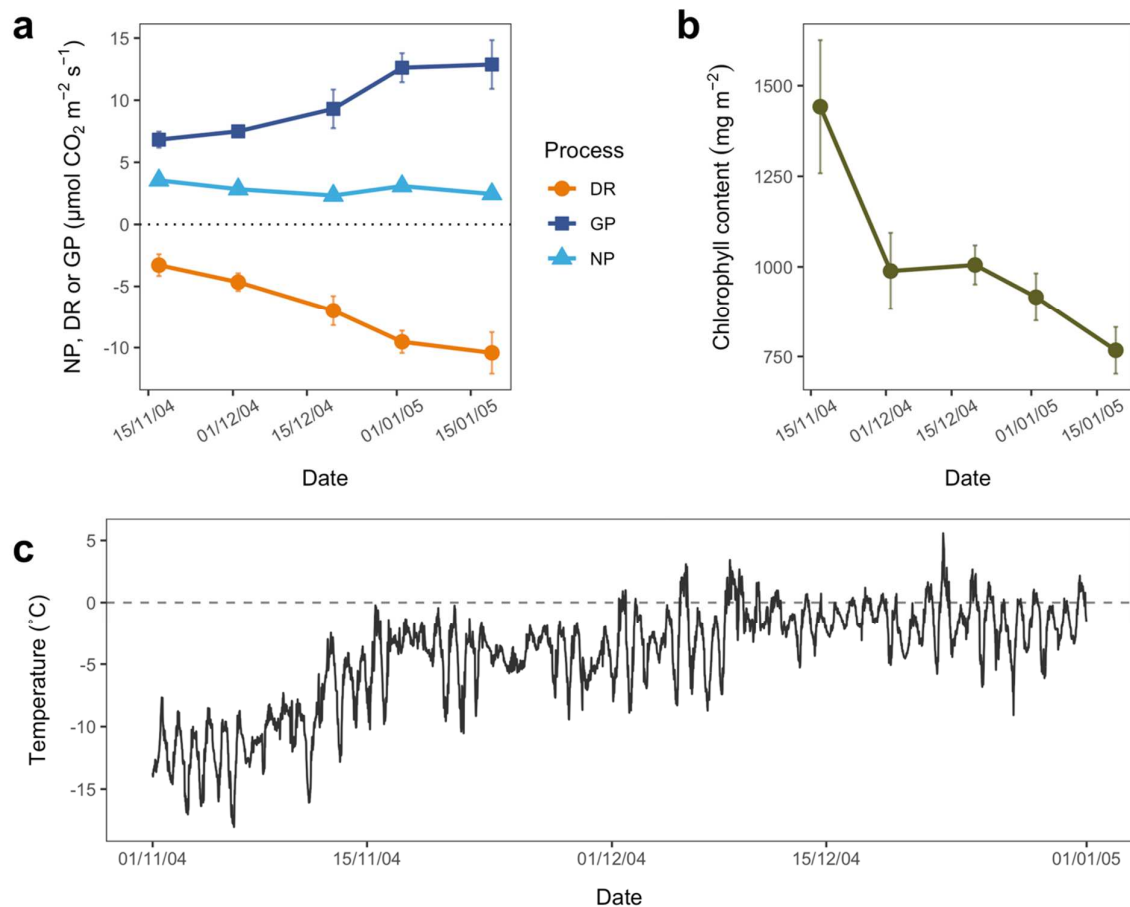 a
NP, DR or GP (µmol CO₂ m⁻² s⁻¹)
15
10
5
0
-5
-10
15/11/04
01/12/04
15/12/04
01/01/05
15/01/05
Date
Process
DR
GP
NP
b
Chlorophyll content (mg m⁻²)
1500
1250
1000
750
15/11/04
01/12/04
15/12/04
01/01/05
15/01/05
Date
c
Temperature (°C)
5
0
-5
-10
-15
01/11/04
15/11/04
01/12/04
15/12/04
01/01/05
Date